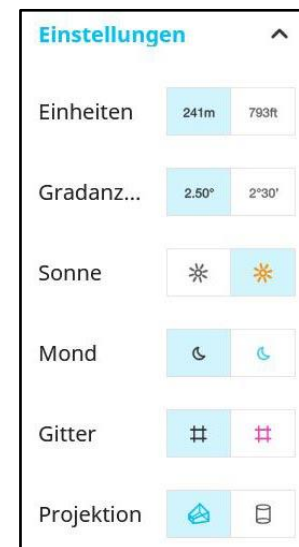 Einstellungen
Einheiten 241m 793ft
Gradanz... 2.50° 2°30'
Sonne
Mond
Gitter
Projektion